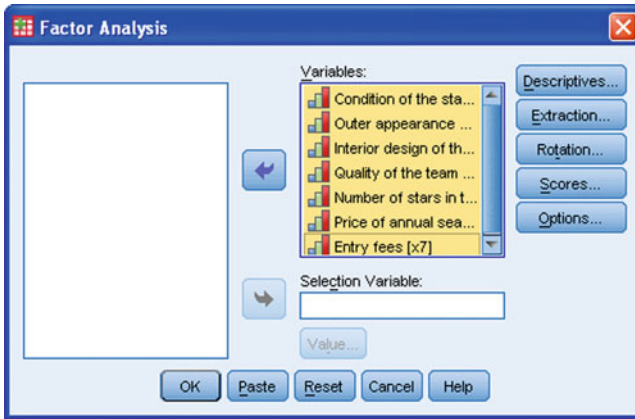 Factor Analysis
Variables:
Condition of the sta...
Outer appearance ...
Interior design of th...
Quality of the team ...
Number of stars in t...
Price of annual sea...
Entry fees [x7]
Descriptives...
Extraction...
Rotation...
Scores...
Options...
Selection Variable:
Value...
OK
Paste
Reset
Cancel
Help